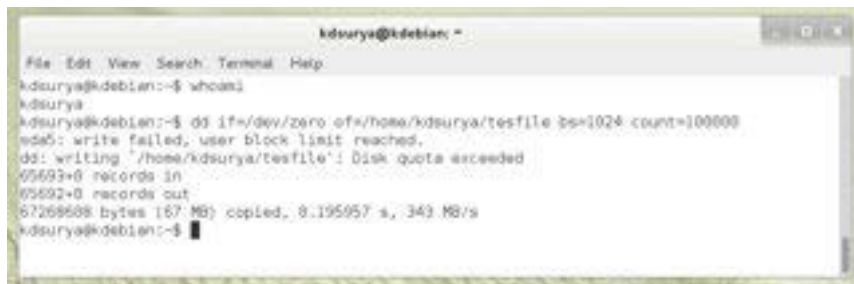 kdsurya@kdebian: ~
File Edit View Search Terminal Help
kdsurya@kdebian:~$ whoami
kdsurya
kdsurya@kdebian:~$ dd if=/dev/zero of=/home/kdsurya/tesfile bs=1024 count=100000
sda5: write failed, user block limit reached.
dd: writing `/home/kdsurya/tesfile': Disk quota exceeded
65693+0 records in
65692+0 records out
67268608 bytes (67 MB) copied, 0.195957 s, 343 MB/s
kdsurya@kdebian:~$